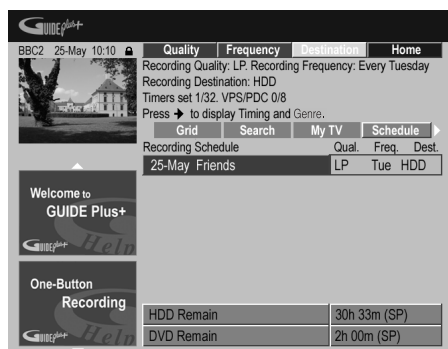 GUIDE plus+
BBC2 25-May 10:10
Quality Frequency Destination Home
Recording Quality: LP. Recording Frequency: Every Tuesday
Recording Destination: HDD
Timers set 1/32. VPS/PDC 0/8
Press → to display Timing and Genre.
Grid Search My TV Schedule
Recording Schedule Qual. Freq. Dest.
25-May Friends LP Tue HDD
Welcome to
GUIDE Plus+
GUIDE plus+ Help
One-Button
Recording
GUIDE plus+ Help
HDD Remain 30h 33m (SP)
DVD Remain 2h 00m (SP)